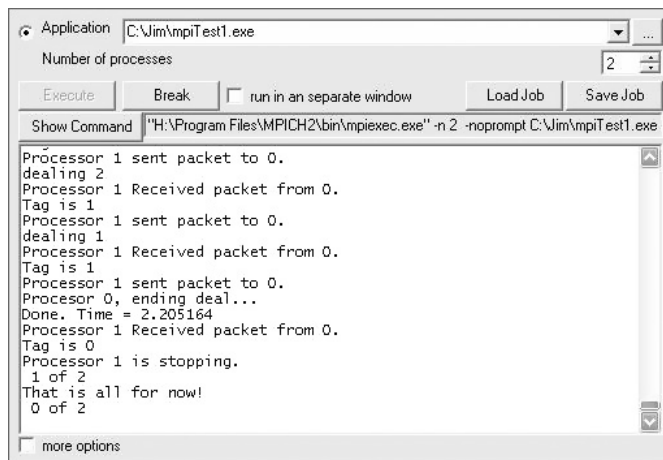 Application C:\Jim\mpiTest1.exe ...
Number of processes 2
Execute Break run in an separate window Load Job Save Job
Show Command "H:\Program Files\MPICH2\bin\mpiexec.exe" -n 2 -noprompt C:\Jim\mpiTest1.exe
Processor 1 sent packet to 0.
dealing 2
Processor 1 Received packet from 0.
Tag is 1
Processor 1 sent packet to 0.
dealing 1
Processor 1 Received packet from 0.
Tag is 1
Processor 1 sent packet to 0.
Procesor 0, ending deal...
Done. Time = 2.205164
Processor 1 Received packet from 0.
Tag is 0
Processor 1 is stopping.
1 of 2
That is all for now!
0 of 2
more options